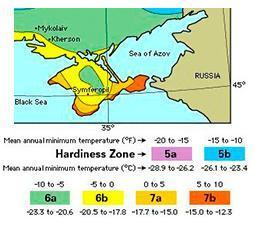 Mykolaiv
Kherson
Sea of Azov
RUSSIA
Simferopil
45°
Black Sea
35°
Mean annual minimum temperature (°F) → -20 to -15 -15 to -10
Hardiness Zone → 5a 5b
Mean annual minimum temperature (°C) → -28.9 to -26.2 -26.1 to -23.4
-10 to -5 -5 to 0 0 to 5 5 to 10
6a 6b 7a 7b
-23.3 to -20.6 -20.5 to -17.8 -17.7 to -15.0 -15.0 to -12.3